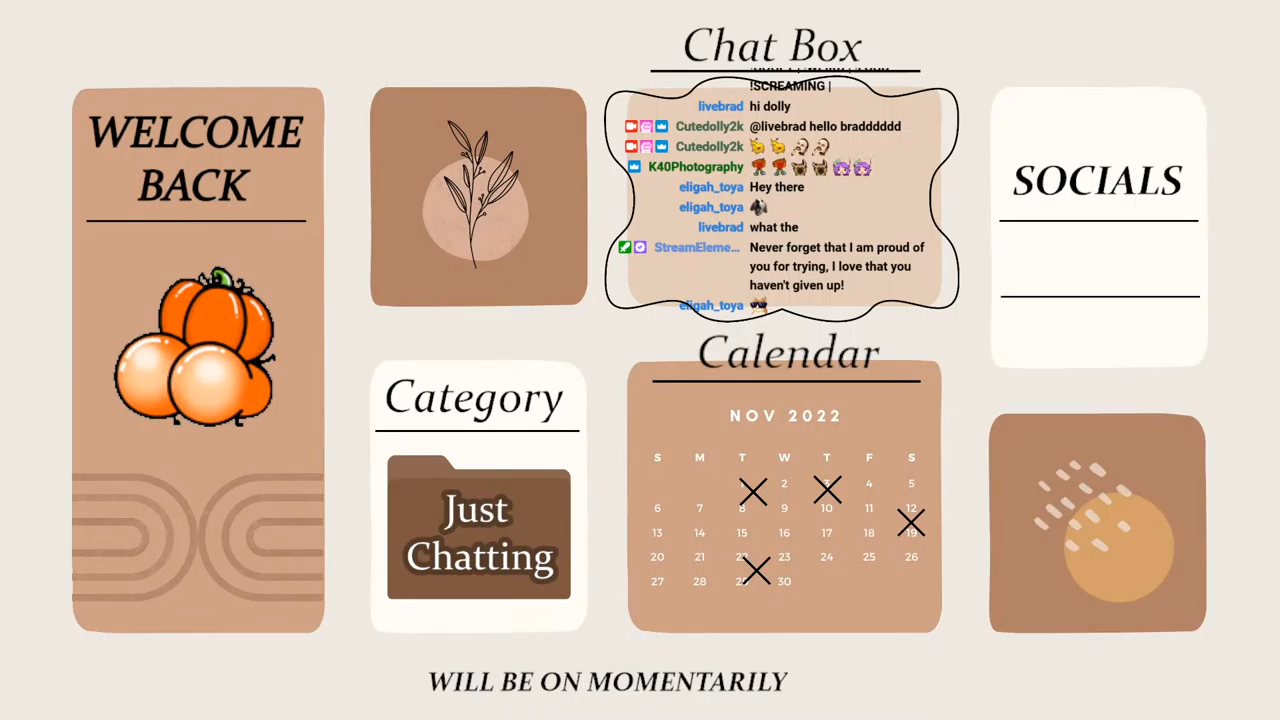 WELCOME
BACK
Chat Box
!SCREAMING |
livebrad hi dolly
Cutedolly2k @livebrad hello bradddddd
Cutedolly2k
K40Photography
eligah_toya Hey there
eligah_toya
livebrad what the
StreamEleme... Never forget that I am proud of
you for trying, I love that you
haven't given up!
eligah_toya
SOCIALS
Category
Just
Chatting
Calendar
NOV 2022
S M T W T F S
2 4 5
6 7 8 9 10 11 12
13 14 15 16 17 18 19
20 21 22 23 24 25 26
27 28 29 30
WILL BE ON MOMENTARILY